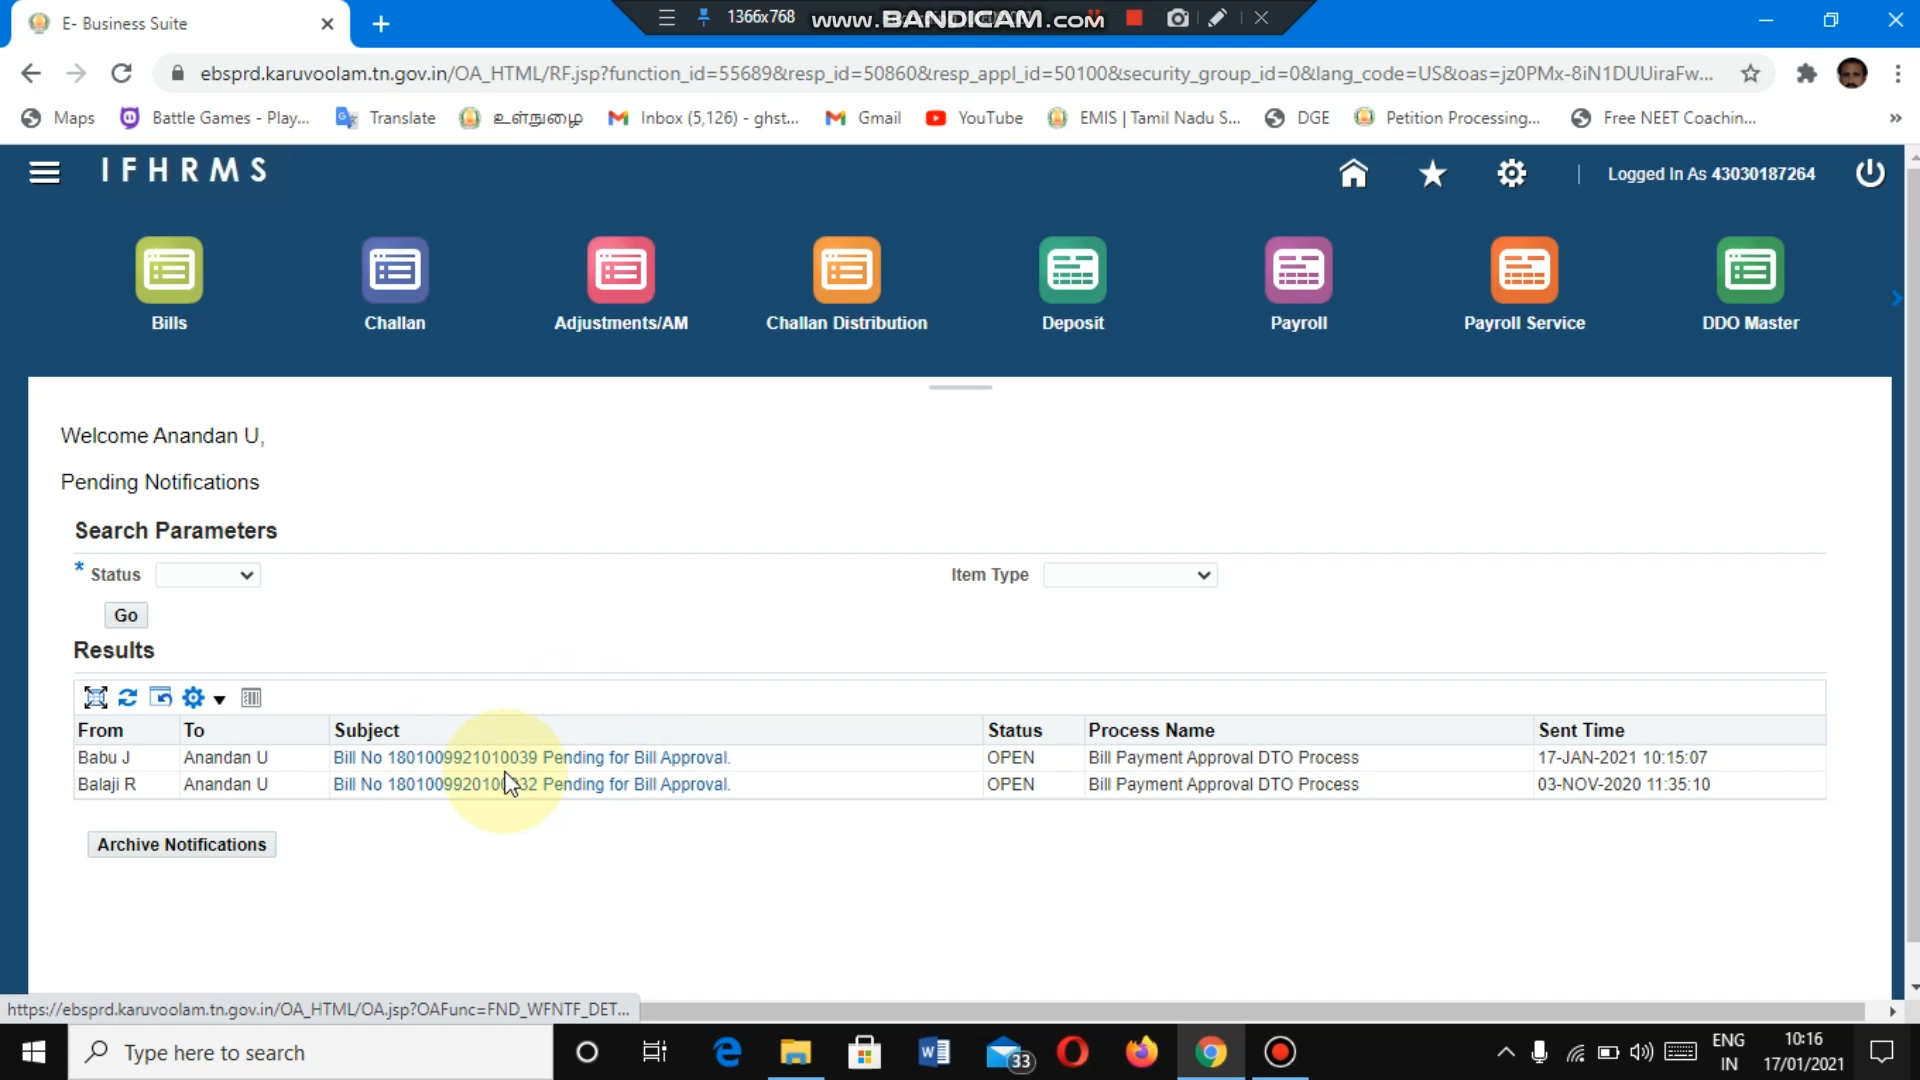 E- Business Suite
1366x768
www.BANDICAM.com
ebsprd.karuvoolam.tn.gov.in/OA_HTML/RF.jsp?function_id=55689&resp_id=50860&resp_appl_id=50100&security_group_id=0&lang_code=US&oas=jz0PMx-8iN1DUUiraFw...
Maps
Battle Games - Play...
Translate
உள்நுழை
Inbox (5,126) - ghst...
Gmail
YouTube
EMIS | Tamil Nadu S...
DGE
Petition Processing...
Free NEET Coachin...
IFHRMS
Logged In As 43030187264
Bills
Challan
Adjustments/AM
Challan Distribution
Deposit
Payroll
Payroll Service
DDO Master
Welcome Anandan U,
Pending Notifications
Search Parameters
* Status
Item Type
Go
Results
From To Subject Status Process Name Sent Time
Babu J Anandan U Bill No 1801009921010039 Pending for Bill Approval. OPEN Bill Payment Approval DTO Process 17-JAN-2021 10:15:07
Balaji R Anandan U Bill No 18010099201 32 Pending for Bill Approval. OPEN Bill Payment Approval DTO Process 03-NOV-2020 11:35:10
Archive Notifications
https://ebsprd.karuvoolam.tn.gov.in/OA_HTML/OA.jsp?OAFunc=FND_WFNTF_DET...
Type here to search
33
ENG
IN
10:16
17/01/2021